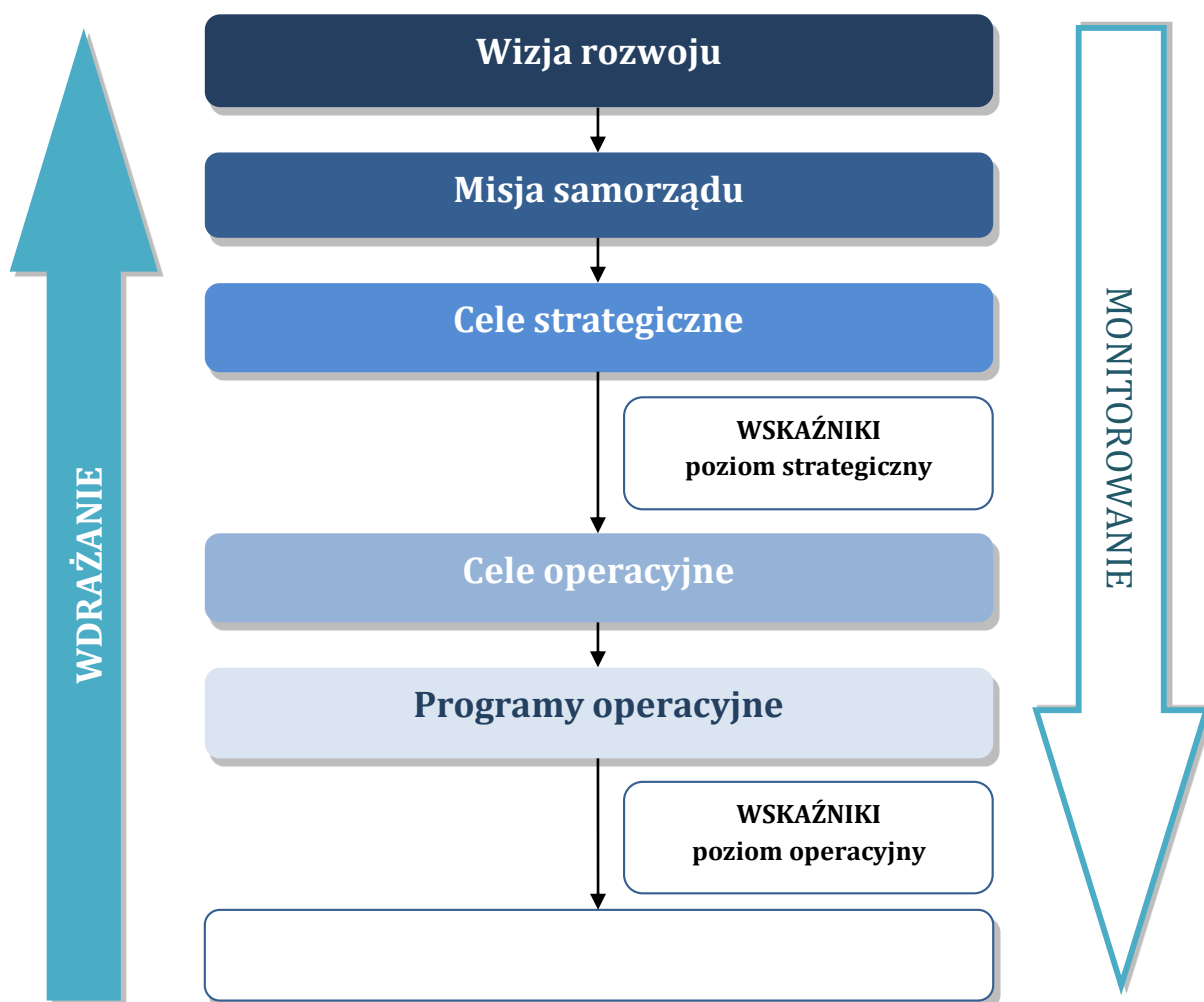 Wizja rozwoju
Misja samorządu
Cele strategiczne
WSKAŹNIKI
poziom strategiczny
Cele operacyjne
Programy operacyjne
WSKAŹNIKI
poziom operacyjny
WDRAŻANIE
MONITOROWANIE